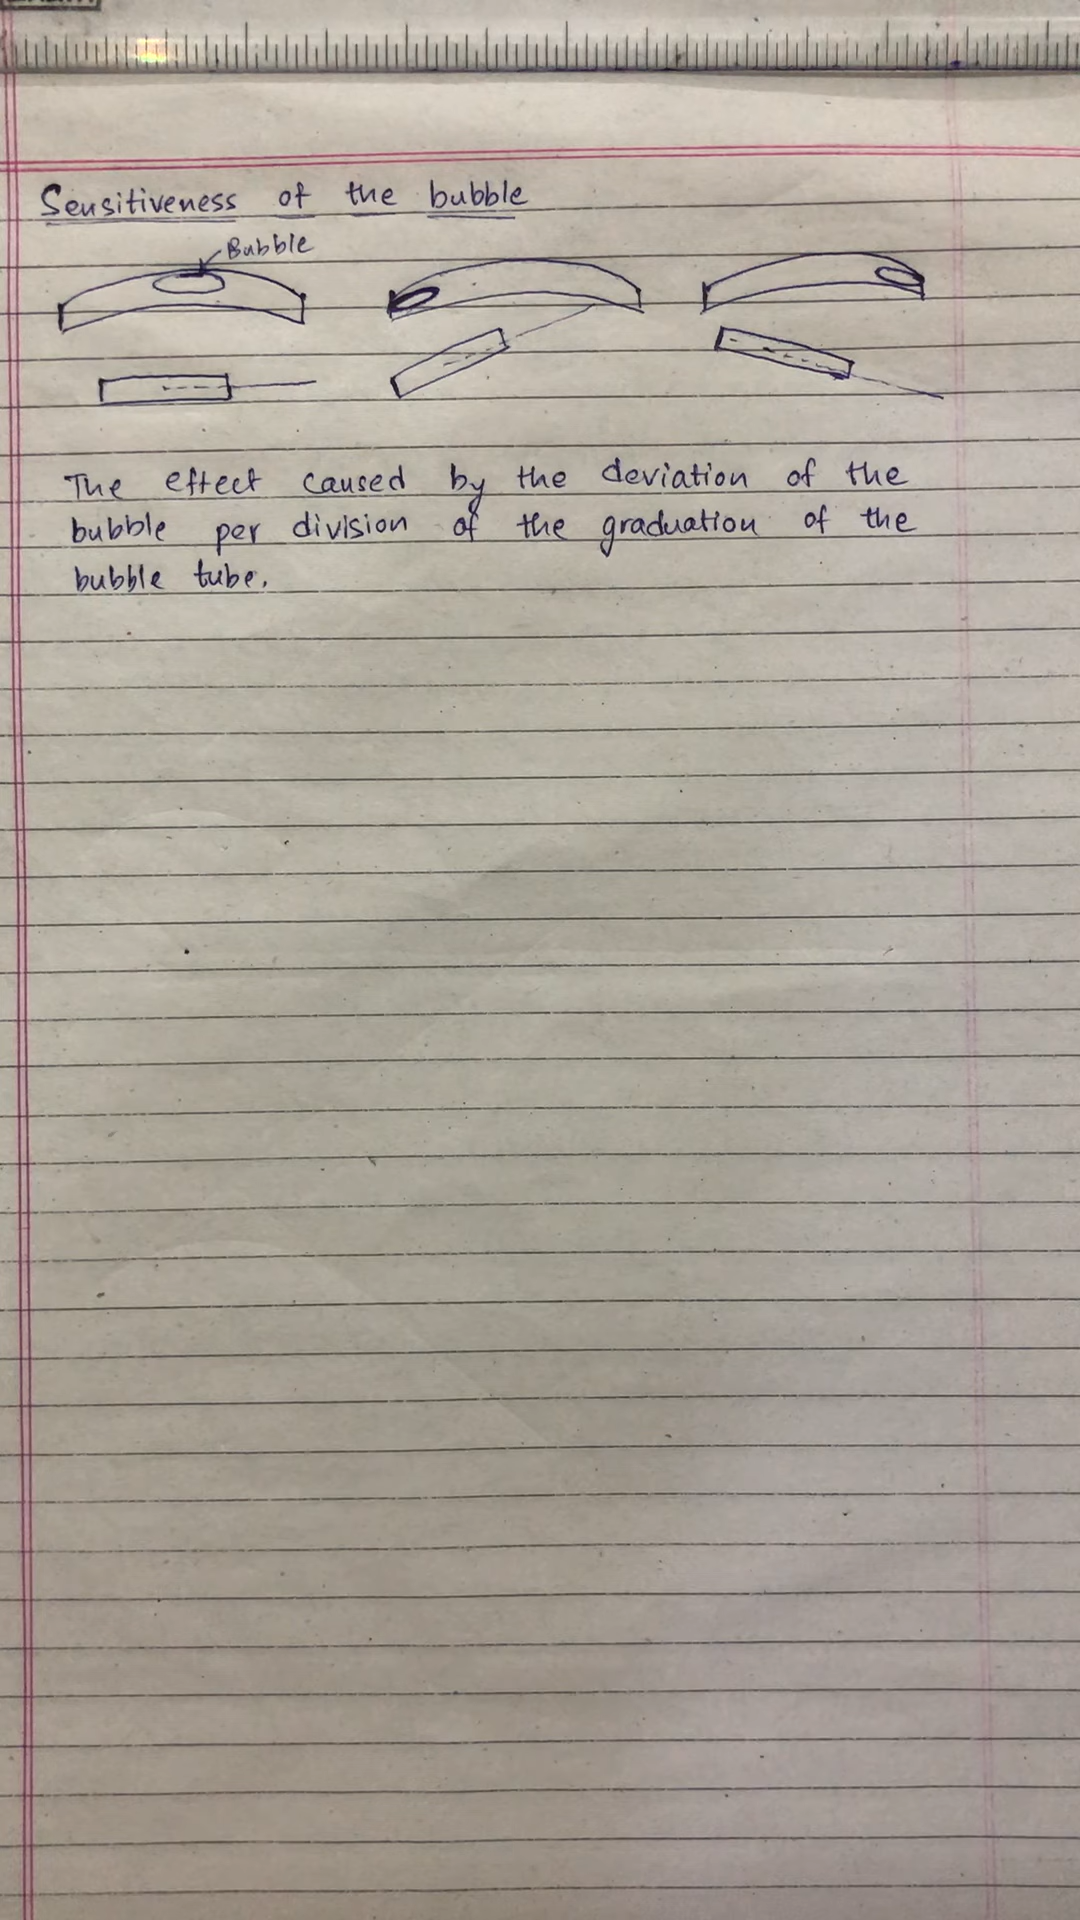 Sensitiveness of the bubble
Bubble
The effect caused by the deviation of the
bubble per division of the graduation of the
bubble tube.